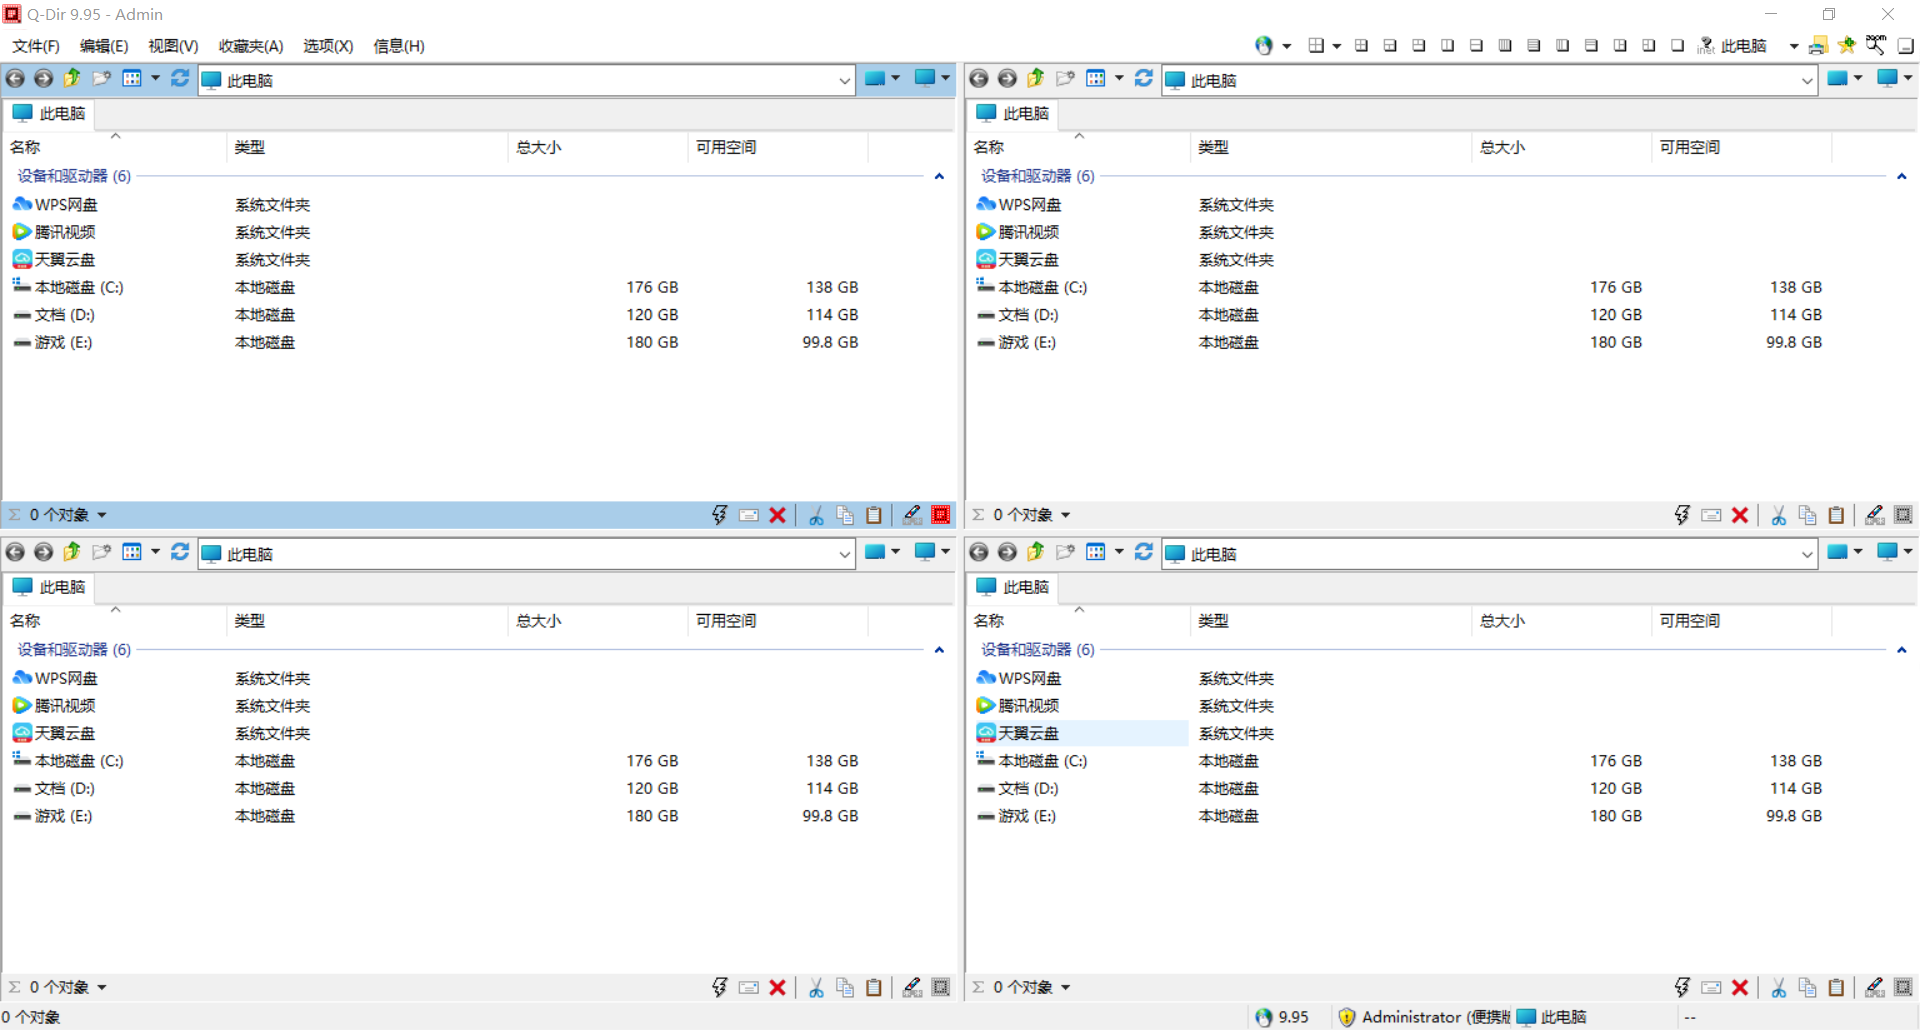 Q-Dir 9.95 - Admin
文件(F) 编辑(E) 视图(V) 收藏夹(A) 选项(X) 信息(H) 此电脑
此电脑 此电脑
此电脑 此电脑
名称 类型 总大小 可用空间 名称 类型 总大小 可用空间
设备和驱动器 (6) 设备和驱动器 (6)
WPS网盘 系统文件夹 WPS网盘 系统文件夹
腾讯视频 系统文件夹 腾讯视频 系统文件夹
天翼云盘 系统文件夹 天翼云盘 系统文件夹
本地磁盘 (C:) 本地磁盘 176 GB 138 GB 本地磁盘 (C:) 本地磁盘 176 GB 138 GB
文档 (D:) 本地磁盘 120 GB 114 GB 文档 (D:) 本地磁盘 120 GB 114 GB
游戏 (E:) 本地磁盘 180 GB 99.8 GB 游戏 (E:) 本地磁盘 180 GB 99.8 GB
0 个对象 0 个对象
此电脑 此电脑
此电脑 此电脑
名称 类型 总大小 可用空间 名称 类型 总大小 可用空间
设备和驱动器 (6) 设备和驱动器 (6)
WPS网盘 系统文件夹 WPS网盘 系统文件夹
腾讯视频 系统文件夹 腾讯视频 系统文件夹
天翼云盘 系统文件夹 天翼云盘 系统文件夹
本地磁盘 (C:) 本地磁盘 176 GB 138 GB 本地磁盘 (C:) 本地磁盘 176 GB 138 GB
文档 (D:) 本地磁盘 120 GB 114 GB 文档 (D:) 本地磁盘 120 GB 114 GB
游戏 (E:) 本地磁盘 180 GB 99.8 GB 游戏 (E:) 本地磁盘 180 GB 99.8 GB
0 个对象 0 个对象
0 个对象 9.95 Administrator (便携 此电脑 --